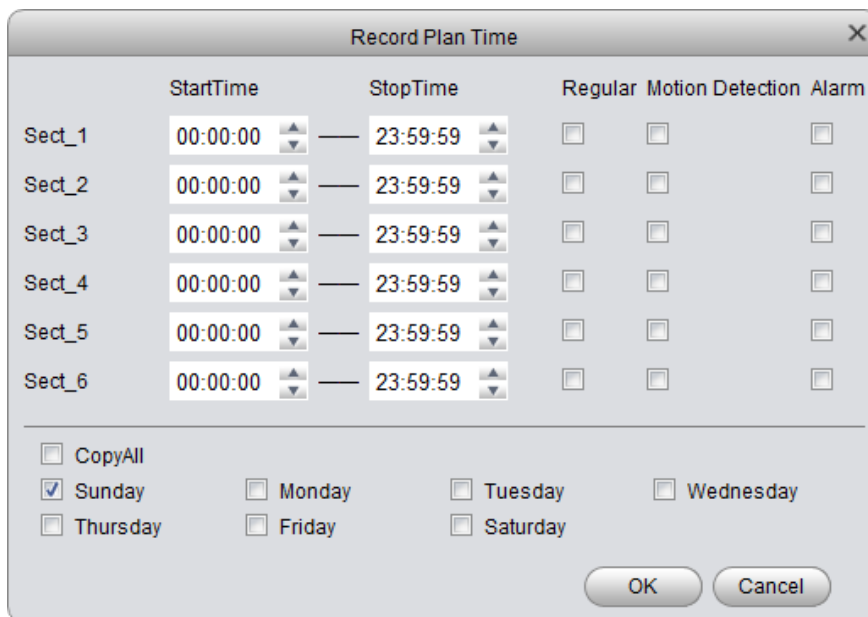 Record Plan Time
StartTime StopTime Regular Motion Detection Alarm
Sect_1 00:00:00 23:59:59
Sect_2 00:00:00 23:59:59
Sect_3 00:00:00 23:59:59
Sect_4 00:00:00 23:59:59
Sect_5 00:00:00 23:59:59
Sect_6 00:00:00 23:59:59
CopyAll
Sunday Monday Tuesday Wednesday
Thursday Friday Saturday
OK Cancel